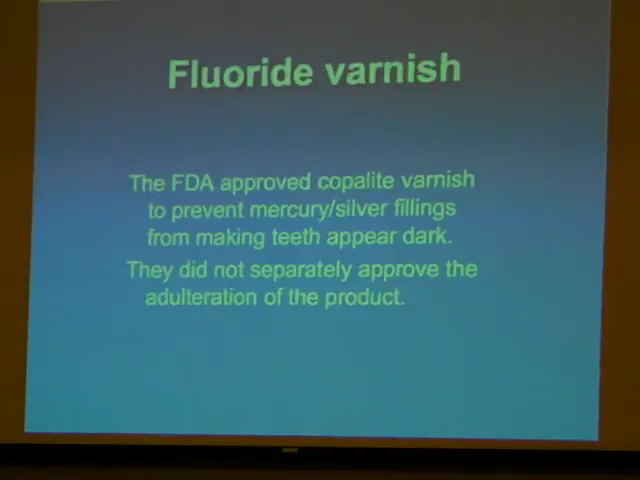 Fluoride varnish
The FDA approved copalite varnish
to prevent mercury/silver fillings
from making teeth appear dark.
They did not separately approve the
adulteration of the product.